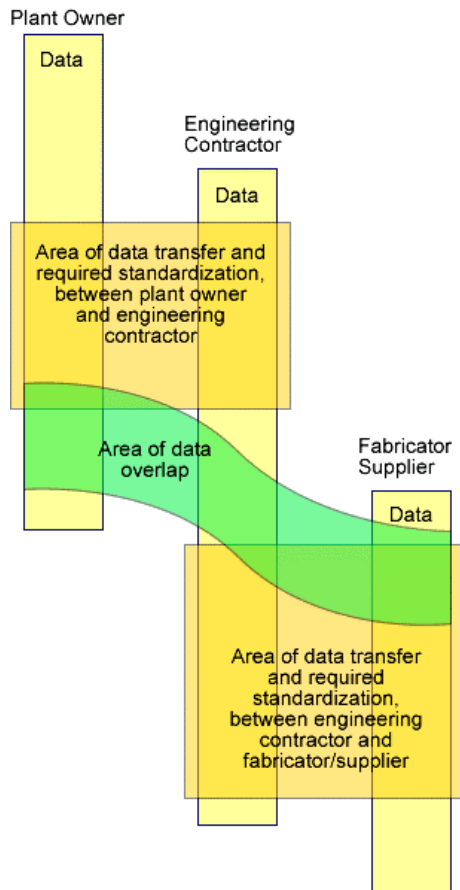 Plant Owner
Data
Engineering
Contractor
Data
Area of data transfer and
required standardization,
between plant owner
and engineering
contractor
Area of data
overlap
Fabricator
Supplier
Data
Area of data transfer
and required
standardization,
between engineering
contractor and
fabricator/supplier